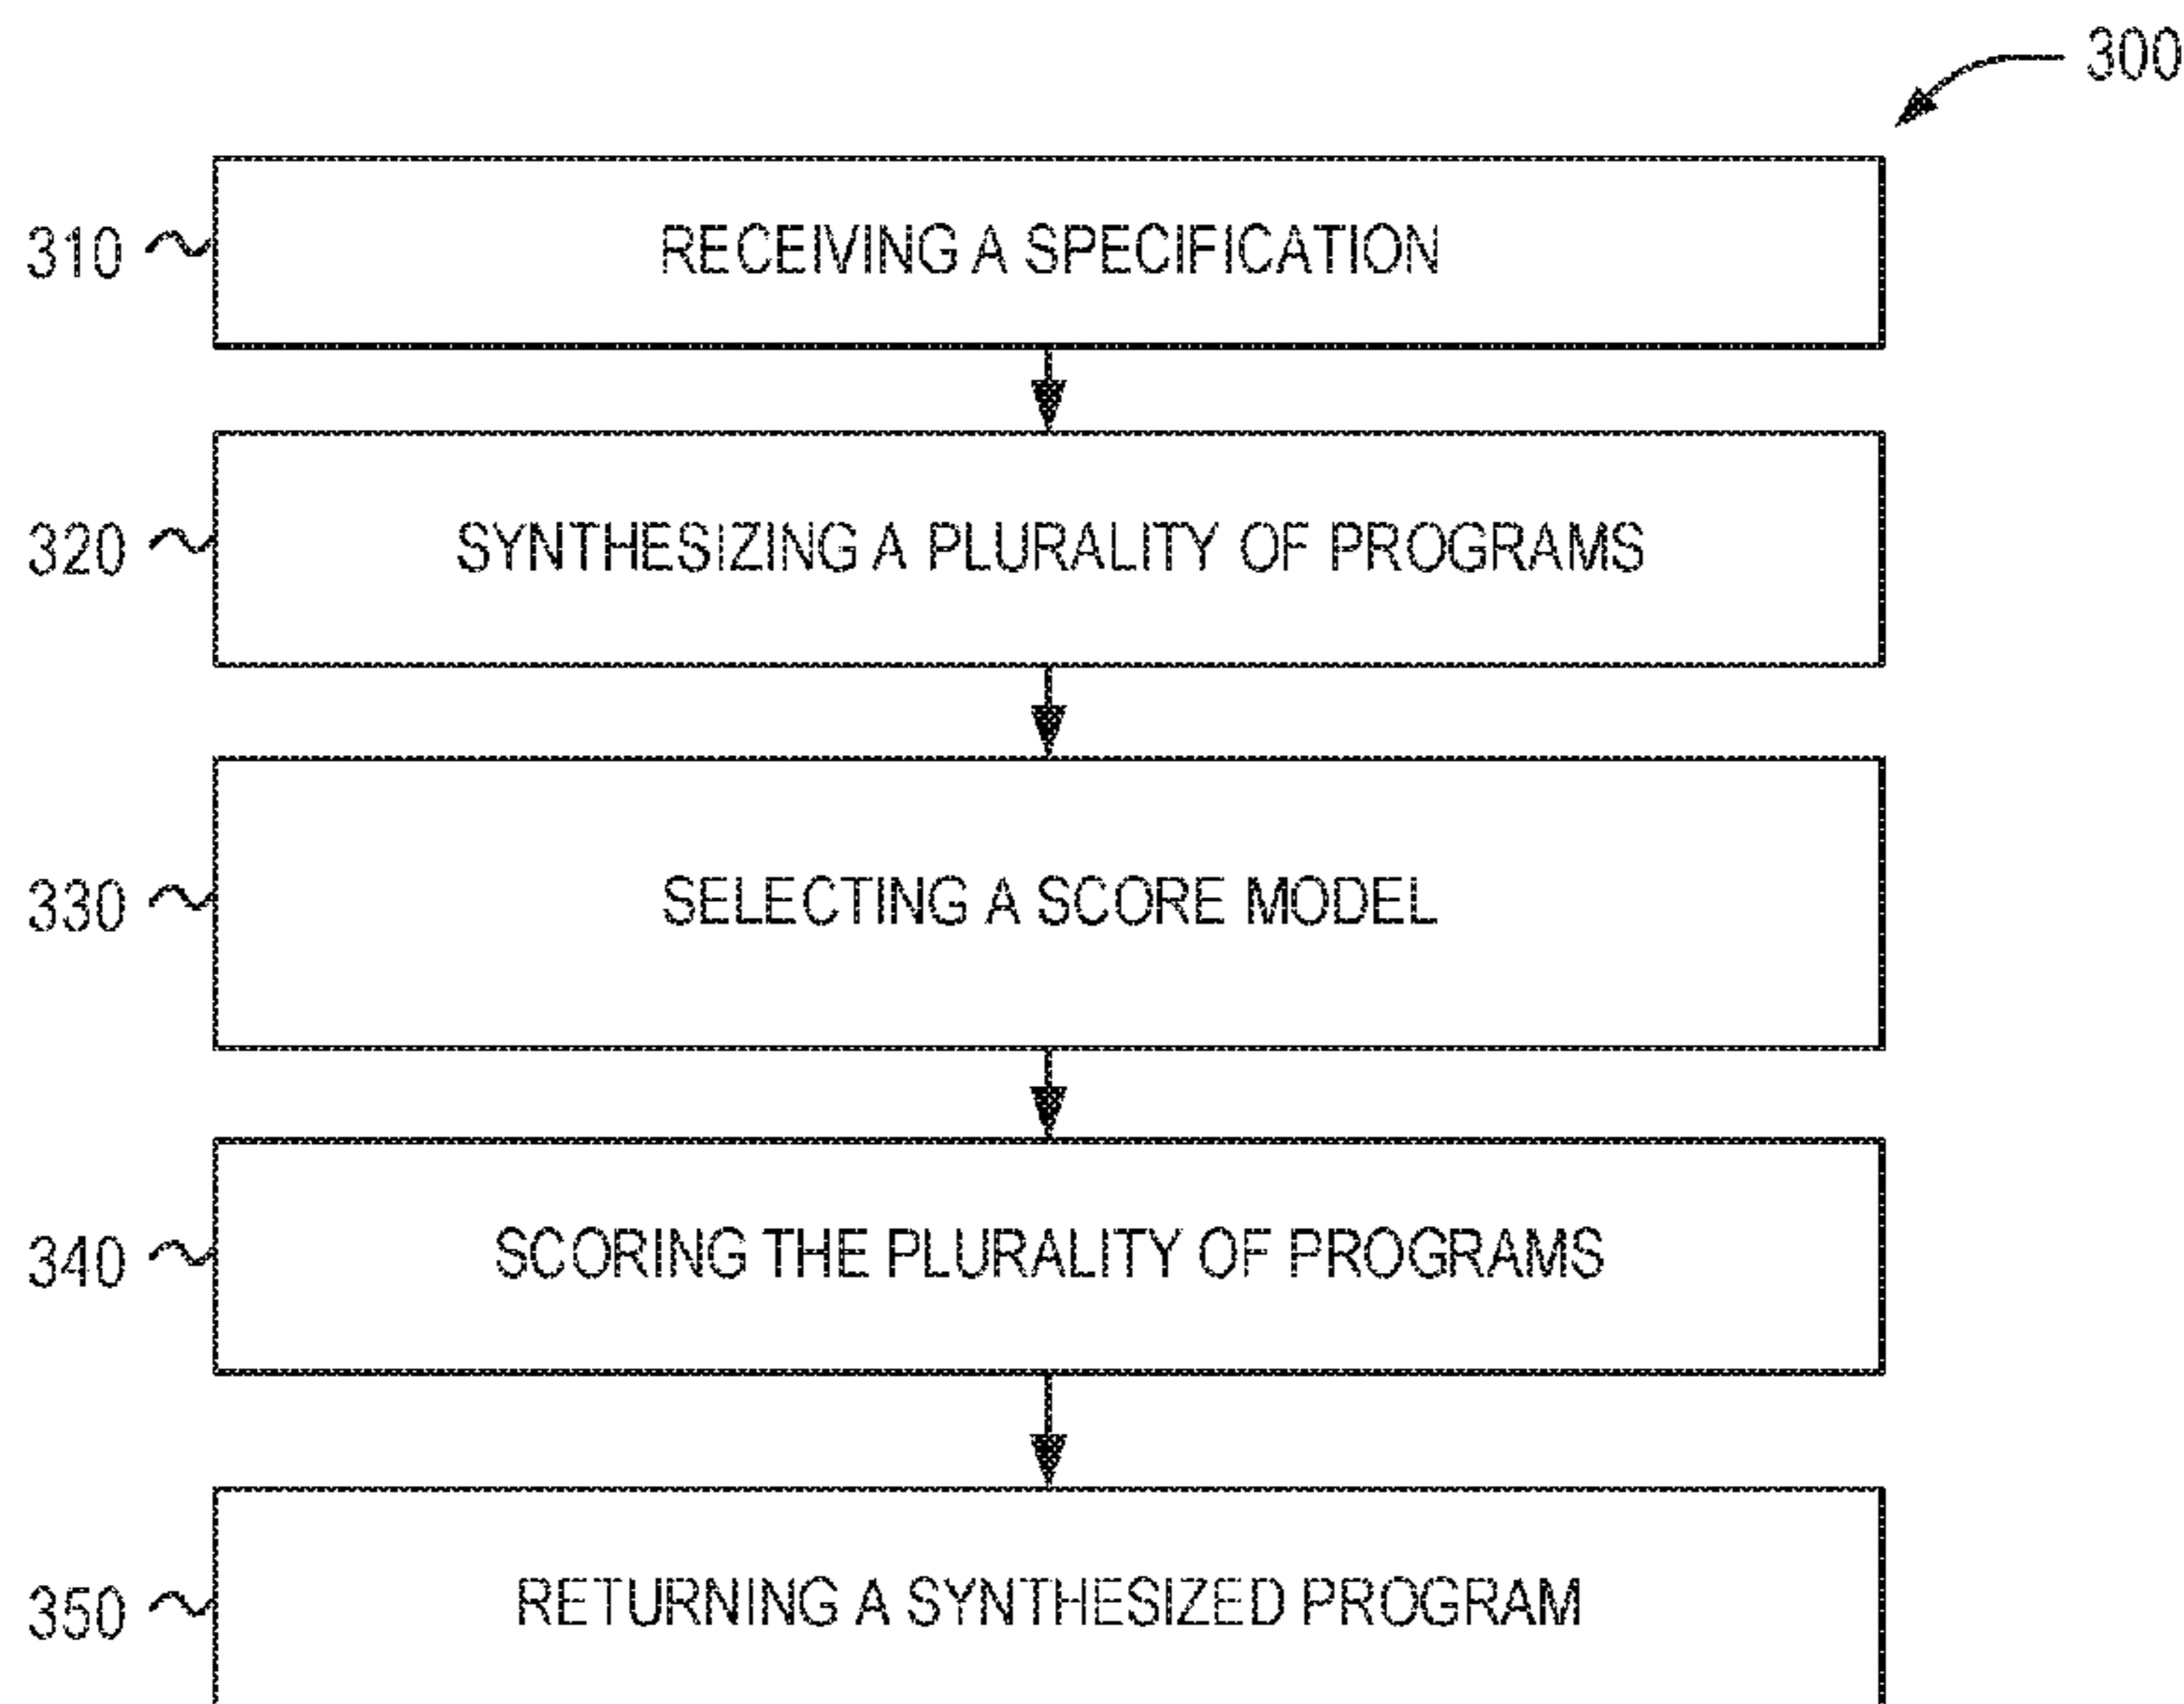 300
310 RECEIVING A SPECIFICATION
320 SYNTHESIZING A PLURALITY OF PROGRAMS
330 SELECTING A SCORE MODEL
340 SCORING THE PLURALITY OF PROGRAMS
350 RETURNING A SYNTHESIZED PROGRAM